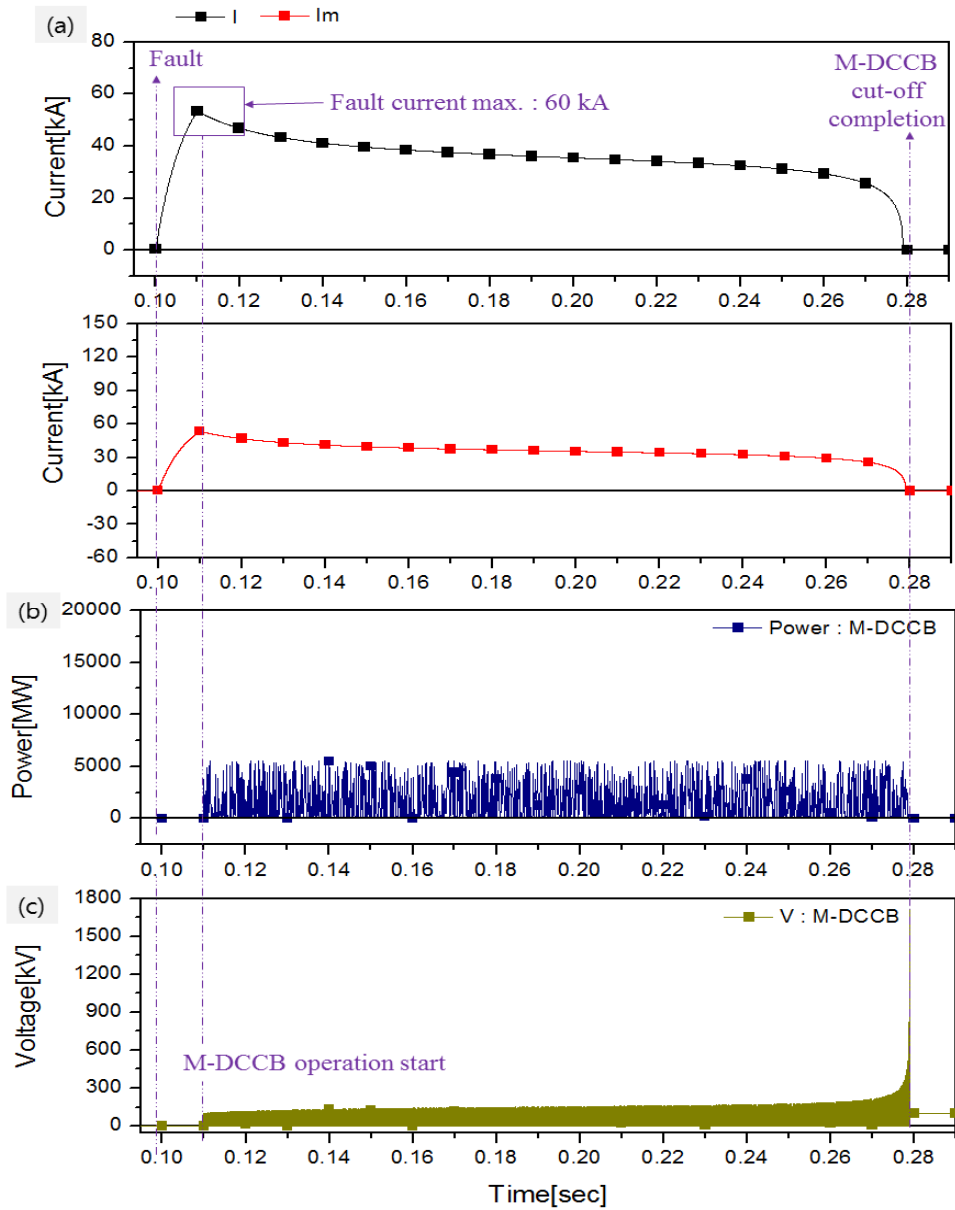 I Im
(a)
80
60
40
20
0
Current[kA]
Fault
Fault current max. : 60 kA
M-DCCB
cut-off
completion
0.10 0.12 0.14 0.16 0.18 0.20 0.22 0.24 0.26 0.28
150
120
90
60
30
0
-30
-60
Current[kA]
0.10 0.12 0.14 0.16 0.18 0.20 0.22 0.24 0.26 0.28
(b)
20000
15000
10000
5000
0
Power[MW]
Power : M-DCCB
0.10 0.12 0.14 0.16 0.18 0.20 0.22 0.24 0.26 0.28
(c)
1800
1500
1200
900
600
300
0
Voltage[kV]
V : M-DCCB
M-DCCB operation start
0.10 0.12 0.14 0.16 0.18 0.20 0.22 0.24 0.26 0.28
Time[sec]